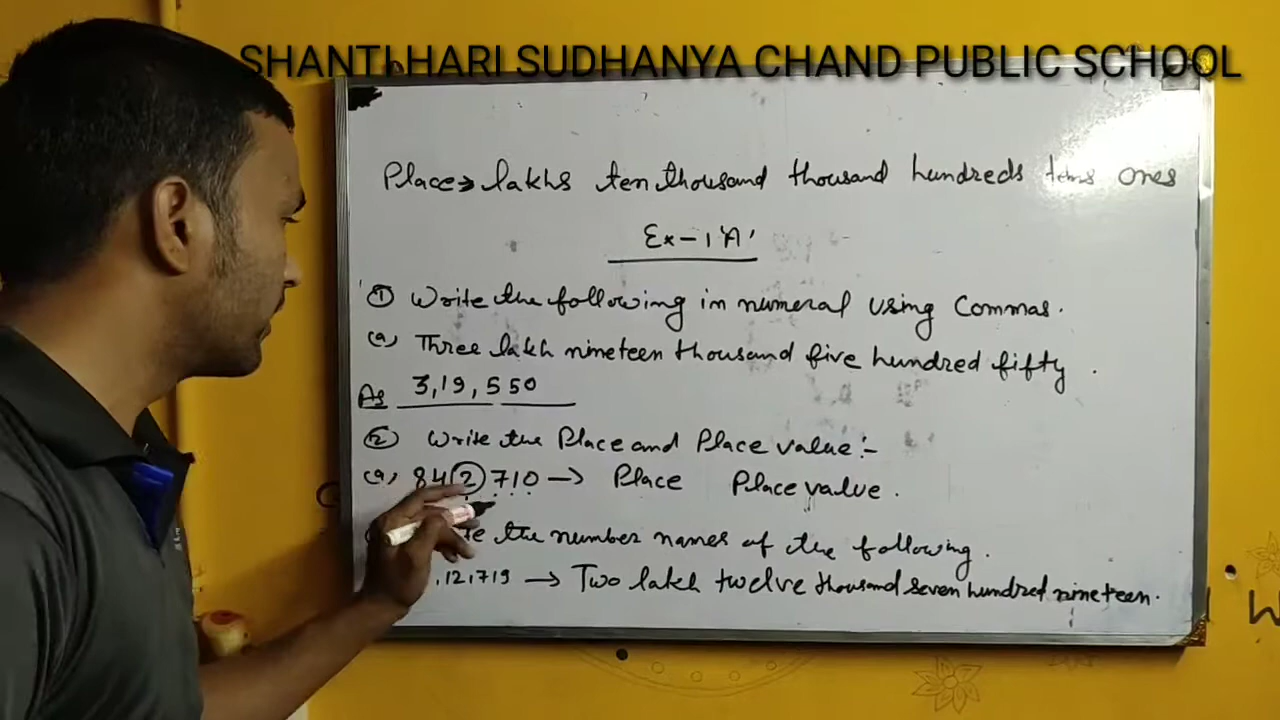 SHANTI HARI SUDHANYA CHAND PUBLIC SCHOOL
Place → lakhs ten thousand thousand hundreds tens ones
Ex-1'A'
① Write the following in numeral using Commas.
(a) Three lakh nineteen thousand five hundred fifty.
As 3,19,550
② Write the Place and Place value:-
(a) 842710 → Place Place value.
the number names of the following.
,12,719 → Two lakh twelve thousand seven hundred nineteen.